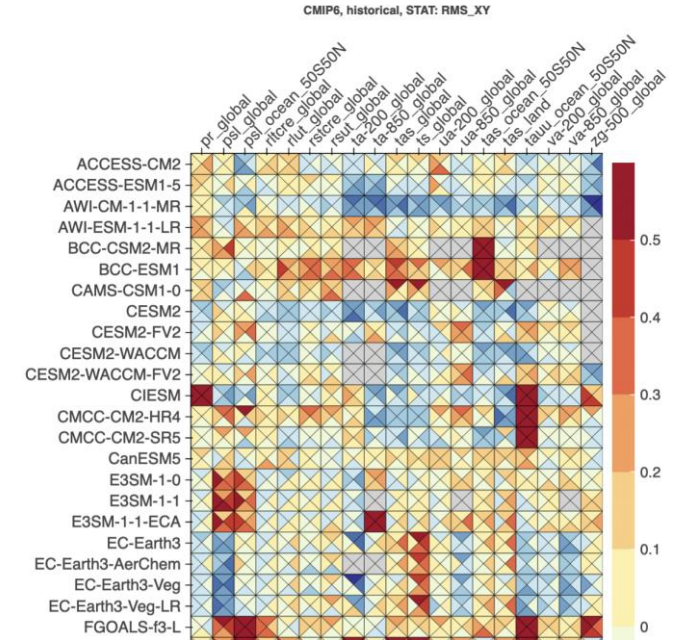 CMIP6, historical, STAT: RMS_XY
pr_global
psl_global
psl_ocean_50S50N
rltcre_global
rlut_global
rstcre_global
rsut_global
ta-200_global
ta-850_global
tas_global
ts_global
ua-200_global
ua-850_global
tas_ocean_50S50N
tas_land
tauu_ocean_50S50N
va-200_global
va-850_global
zg-500_global
ACCESS-CM2
ACCESS-ESM1-5
AWI-CM-1-1-MR
AWI-ESM-1-1-LR
BCC-CSM2-MR
BCC-ESM1
CAMS-CSM1-0
CESM2
CESM2-FV2
CESM2-WACCM
CESM2-WACCM-FV2
CIESM
CMCC-CM2-HR4
CMCC-CM2-SR5
CanESM5
E3SM-1-0
E3SM-1-1
E3SM-1-1-ECA
EC-Earth3
EC-Earth3-AerChem
EC-Earth3-Veg
EC-Earth3-Veg-LR
FGOALS-f3-L
0.5
0.4
0.3
0.2
0.1
0